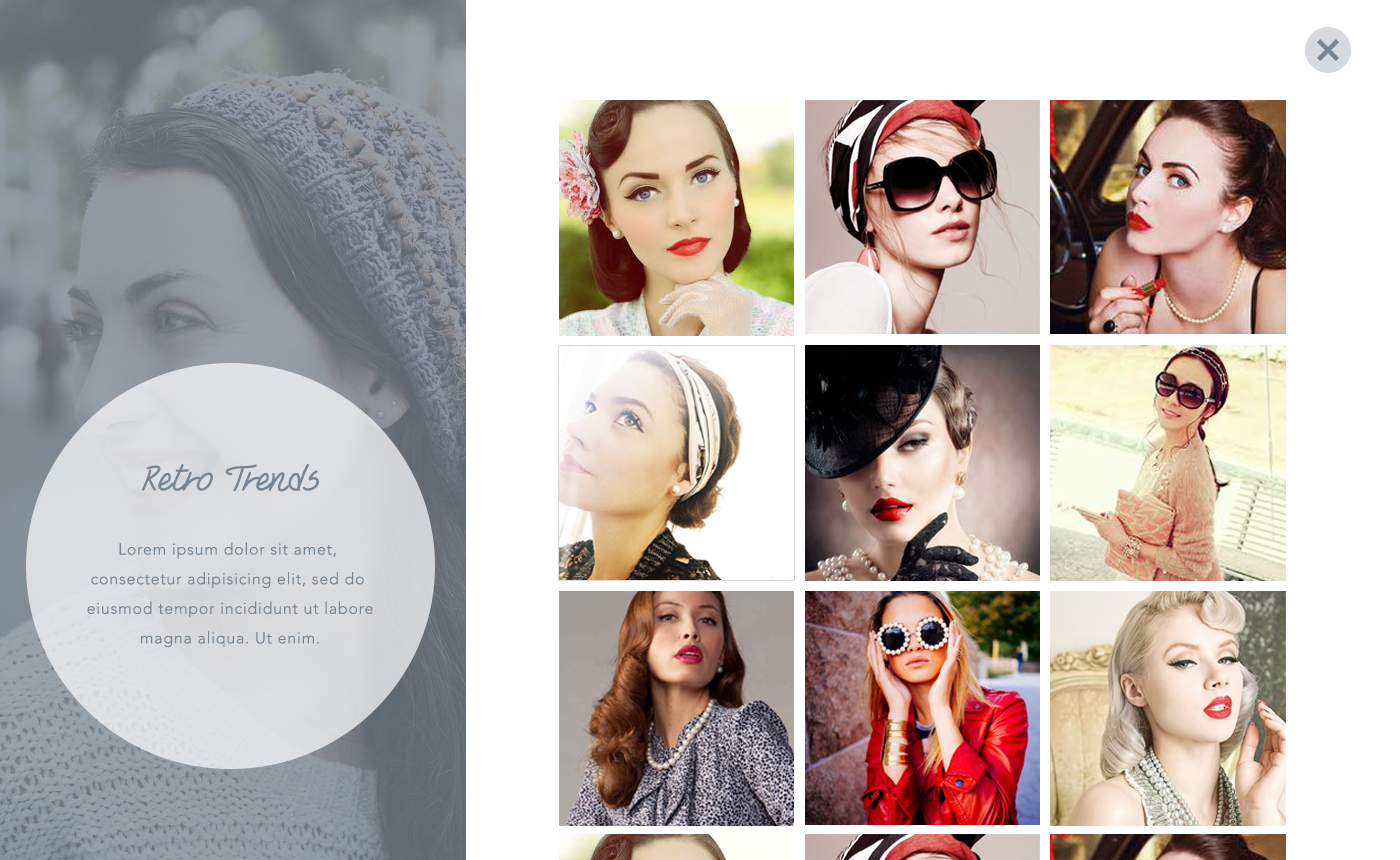 Retro Trends
Lorem ipsum dolor sit amet,
consectetur adipisicing elit, sed do
eiusmod tempor incididunt ut labore
magna aliqua. Ut enim.